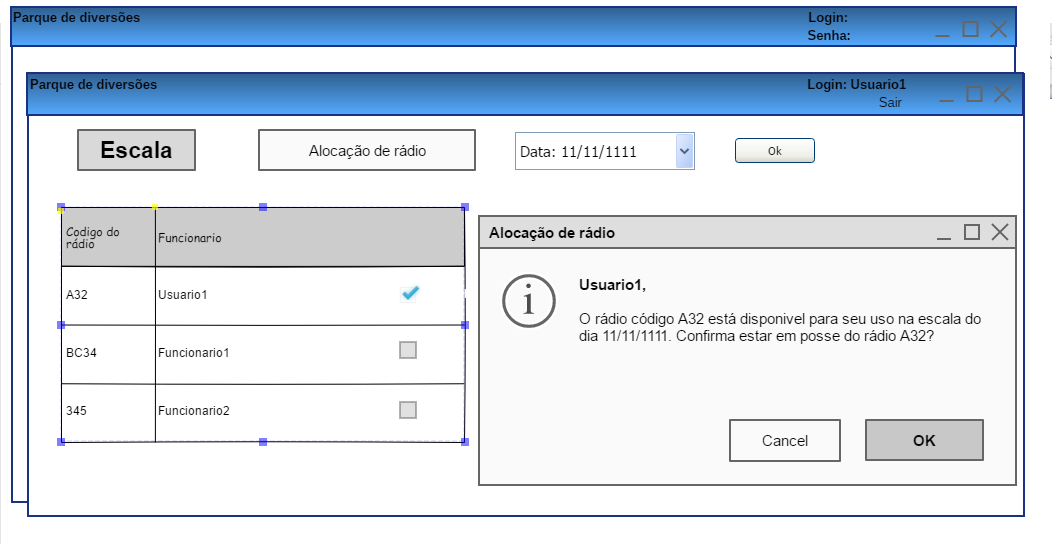 Parque de diversões
Login:
Senha:
Parque de diversões
Login: Usuario1
Sair
Escala
Alocação de rádio
Data: 11/11/1111
Ok
Codigo do
rádio
Funcionario
A32
Usuario1
BC34
Funcionario1
345
Funcionario2
Alocação de rádio
Usuario1,
O rádio código A32 está disponivel para seu uso na escala do
dia 11/11/1111. Confirma estar em posse do rádio A32?
Cancel
OK